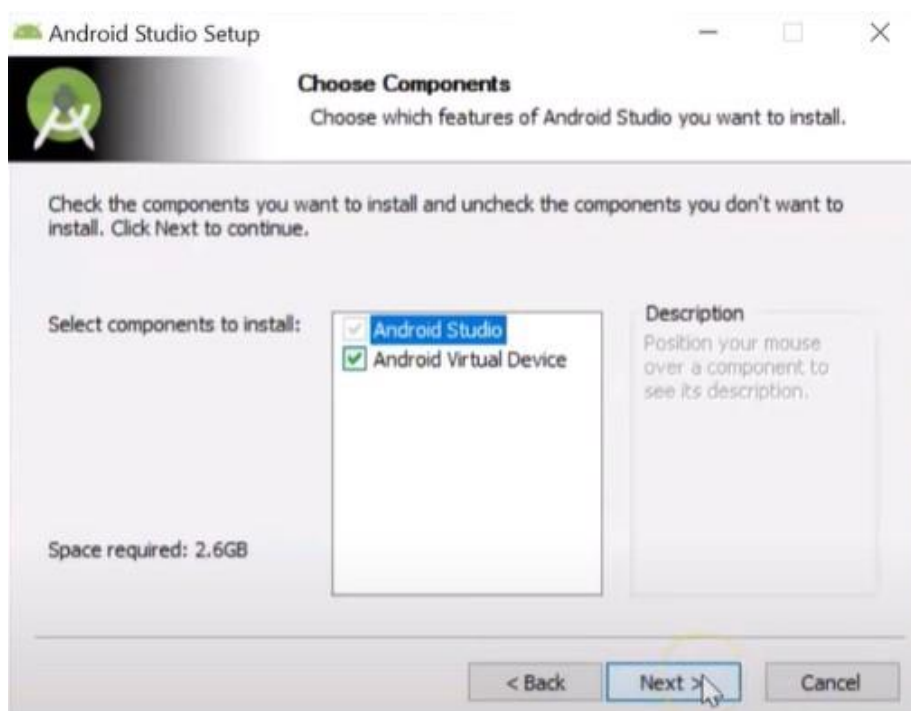 Android Studio Setup
Choose Components
Choose which features of Android Studio you want to install.
Check the components you want to install and uncheck the components you don't want to
install. Click Next to continue.
Select components to install:
Android Studio
Android Virtual Device
Description
Position your mouse
over a component to
see its description.
Space required: 2.6GB
< Back
Next >
Cancel